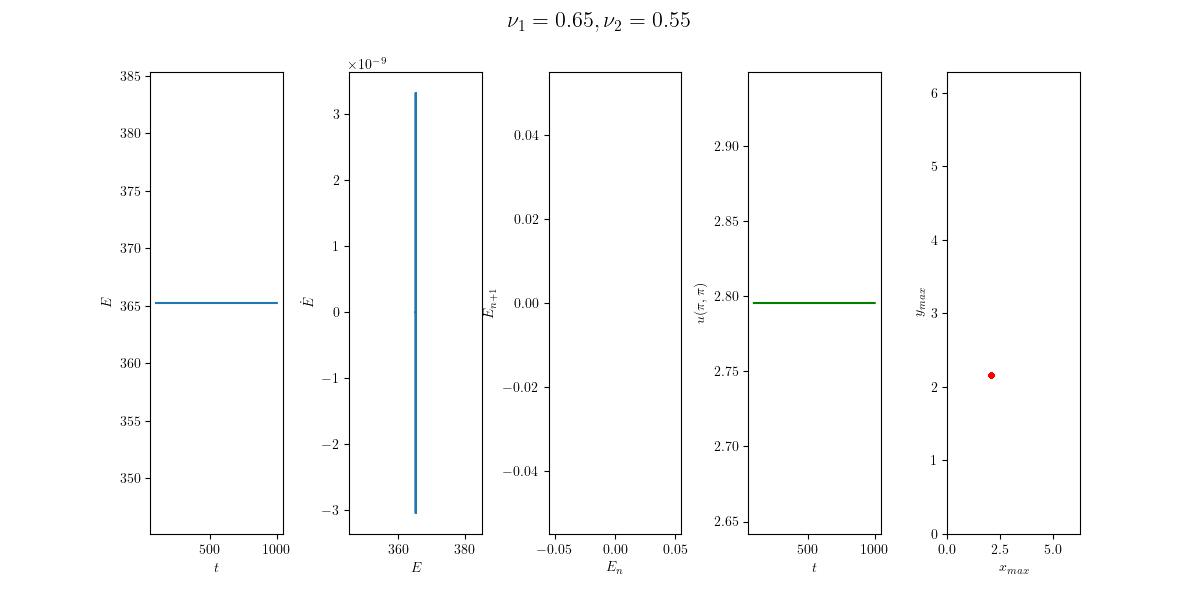 ν₁ = 0.65, ν₂ = 0.55
E
385
380
375
370
365
360
355
350
500 1000
t
×10⁻⁹
Ė
3
2
1
0
−1
−2
−3
360 380
E
Eₙ₊₁
0.04
0.02
0.00
−0.02
−0.04
−0.05 0.00 0.05
Eₙ
u(π, π)
2.90
2.85
2.80
2.75
2.70
2.65
500 1000
t
y_max
6
5
4
3
2
1
0
0.0 2.5 5.0
x_max